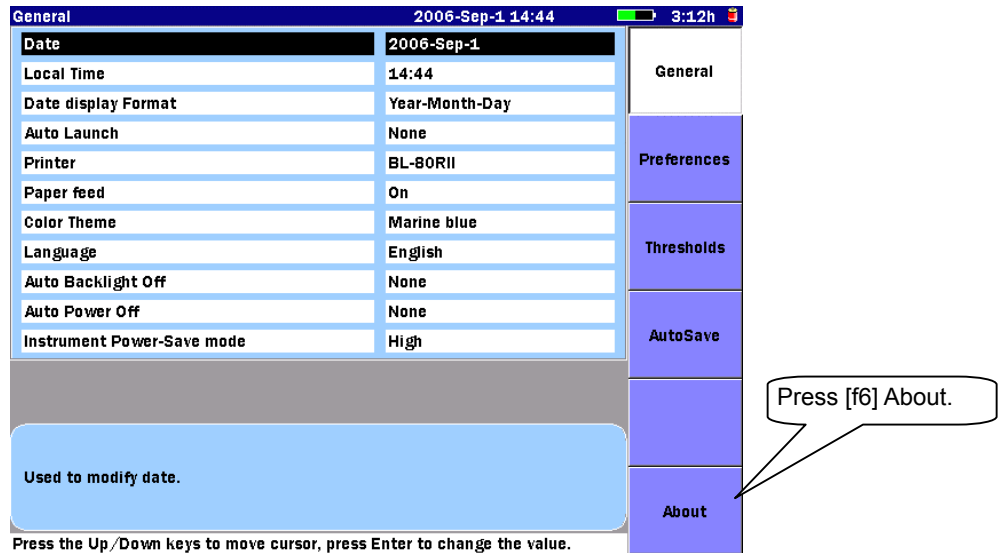 General 2006-Sep-1 14:44 3:12h
Date 2006-Sep-1
Local Time 14:44
Date display Format Year-Month-Day
Auto Launch None
Printer BL-80RII
Paper feed On
Color Theme Marine blue
Language English
Auto Backlight Off None
Auto Power Off None
Instrument Power-Save mode High
General
Preferences
Thresholds
AutoSave
About
Press [f6] About.
Used to modify date.
Press the Up/Down keys to move cursor, press Enter to change the value.